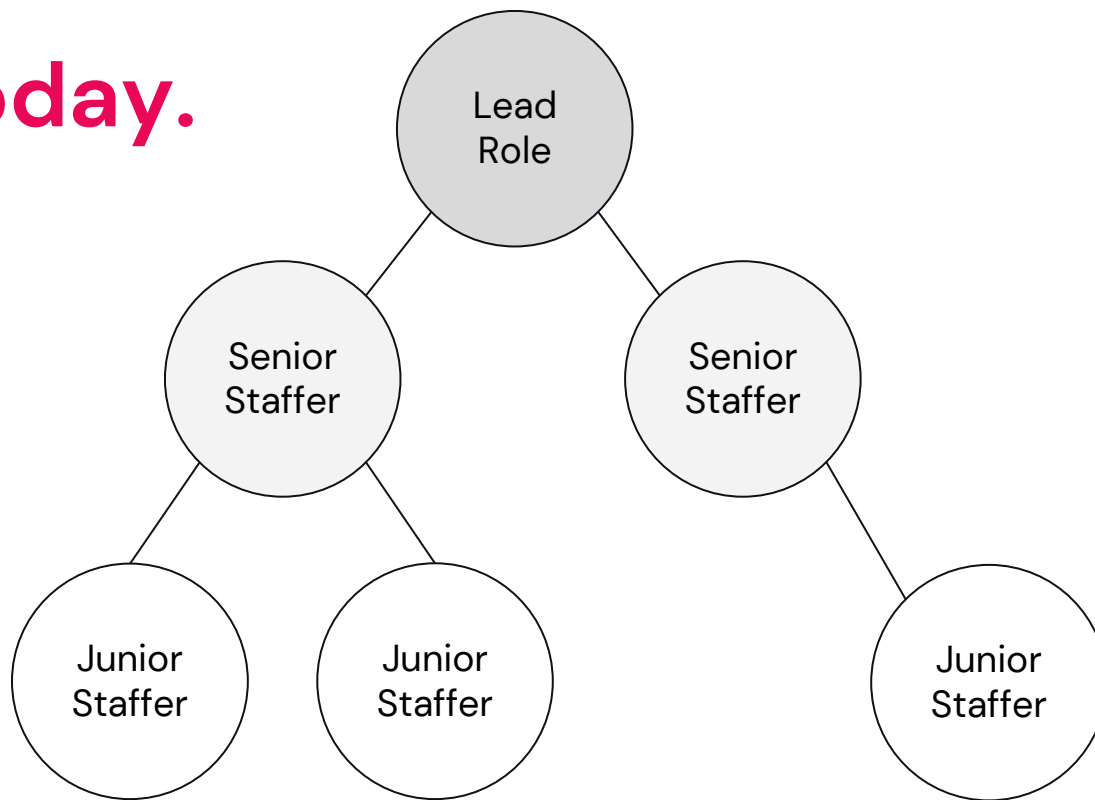 oday.
Lead
Role
Senior
Staffer
Senior
Staffer
Junior
Staffer
Junior
Staffer
Junior
Staffer